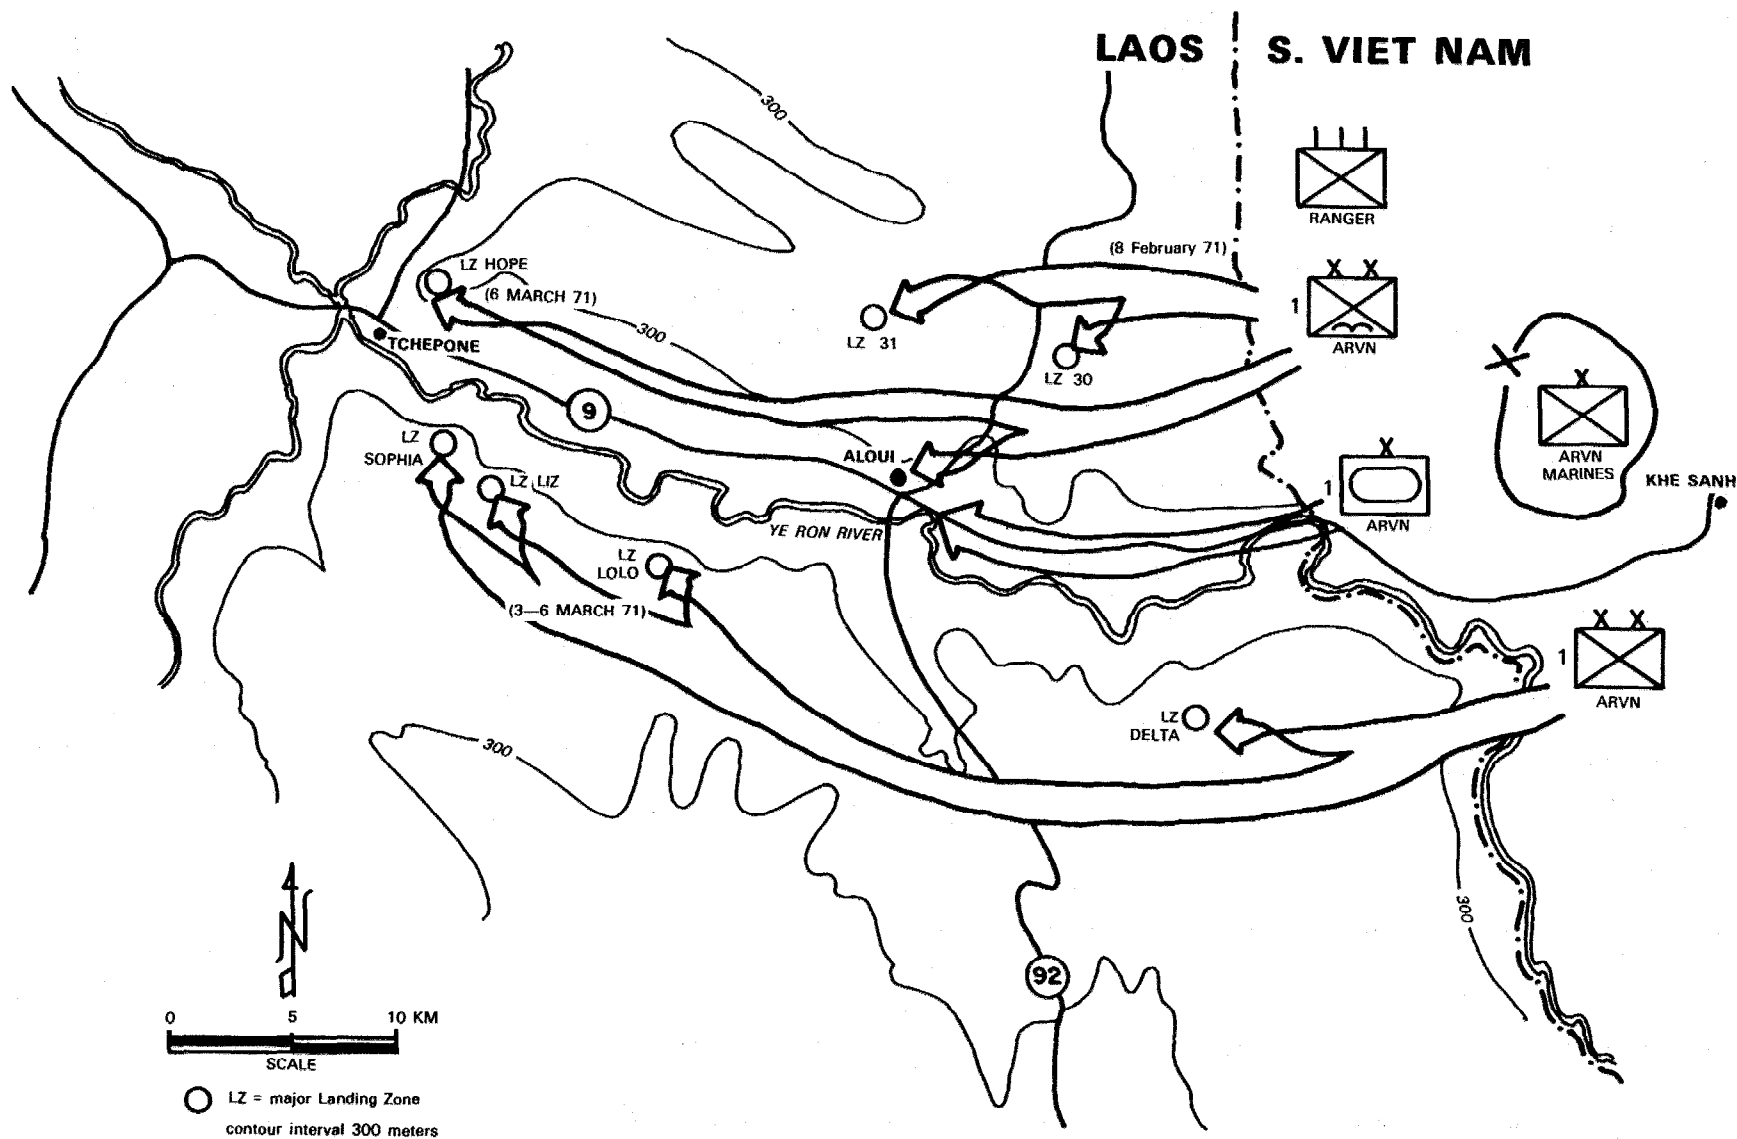 LAOS
S. VIET NAM
300
RANGER
(8 February 71)
LZ HOPE
(6 MARCH 71)
1
ARVN
LZ 31
300
TCHEPONE
LZ 30
9
ARVN
MARINES
KHE SANH
LZ
SOPHIA
ALOUI
LZ LIZ
1
ARVN
YE RON RIVER
LZ
LOLO
(3—6 MARCH 71)
1
ARVN
LZ
DELTA
300
300
92
N
0 5 10 KM
SCALE
LZ = major Landing Zone
contour interval 300 meters